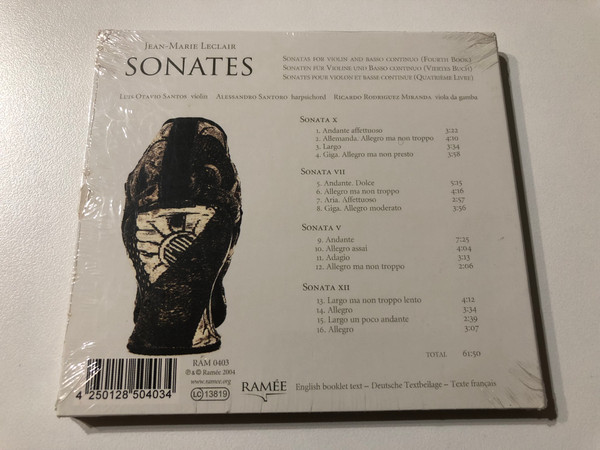 Jean-Marie Leclair
SONATES
Sonatas for violin and basso continuo (Fourth Book)
Sonaten für Violine und Basso continuo (Viertes Buch)
Sonates pour violon et basse continue (Quatrième Livre)
Luis Otavio Santos violin Alessandro Santoro harpsichord Ricardo Rodriguez Miranda viola da gamba
Sonata X
1. Andante affettuoso 3:22
2. Allemanda. Allegro ma non troppo 4:10
3. Largo 3:34
4. Giga. Allegro ma non presto 3:58
Sonata VII
5. Andante. Dolce 5:15
6. Allegro ma non troppo 4:16
7. Aria. Affettuoso 2:57
8. Giga. Allegro moderato 3:56
Sonata V
9. Andante 7:25
10. Allegro assai 4:04
11. Adagio 3:13
12. Allegro ma non troppo 2:06
Sonata XII
13. Largo ma non troppo lento 4:12
14. Allegro 3:34
15. Largo un poco andante 2:39
16. Allegro 3:07
TOTAL 61:50
RAM 0403
℗ & © Ramée 2004
www.ramee.org
LC 13819
4 250128 504034
RAMÉE
English booklet text – Deutsche Textbeilage – Texte français